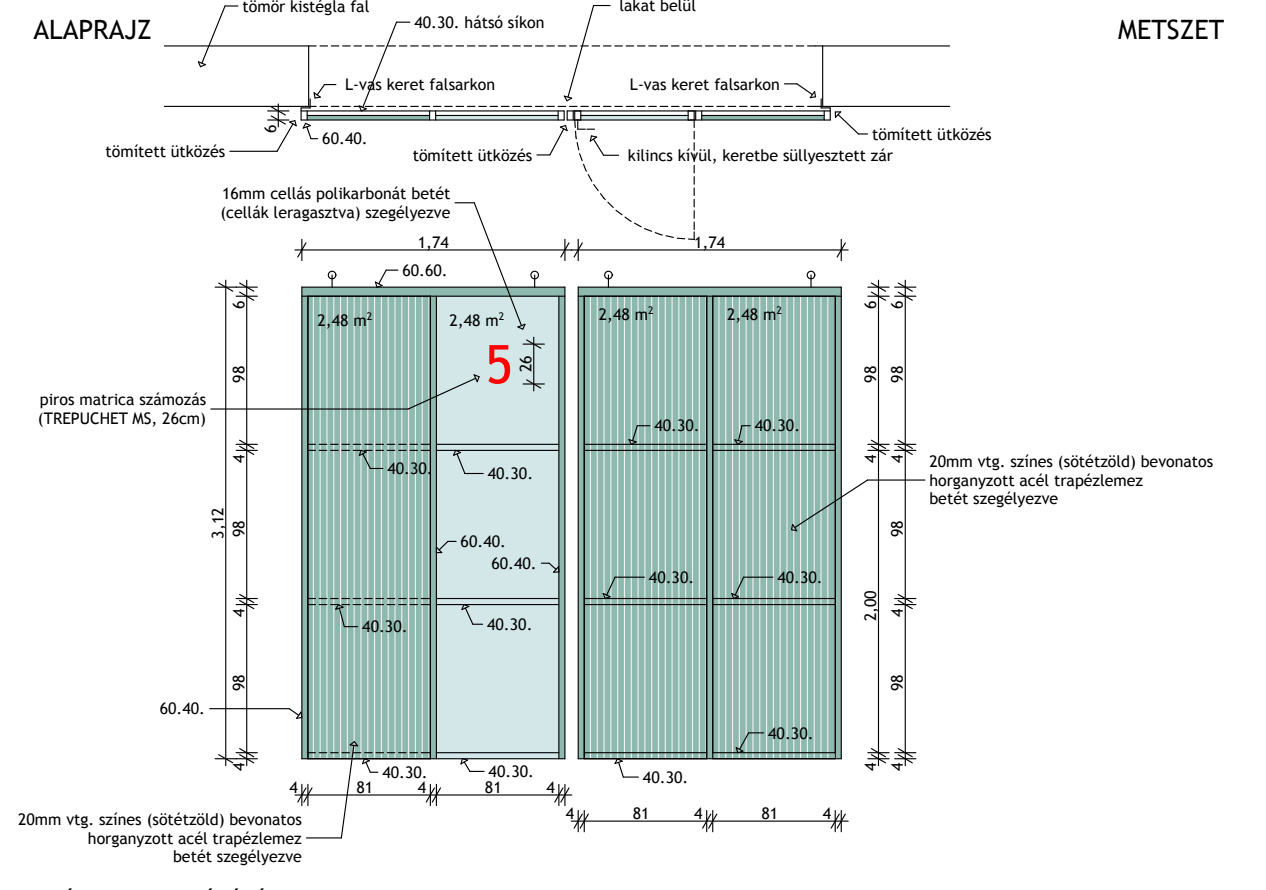 tömör kistégla fal
lakat belül
ALAPRAJZ
40.30. hátsó síkon
METSZET
L-vas keret falsarkon
L-vas keret falsarkon
6
60.40.
tömített ütközés
tömített ütközés
tömített ütközés
kilincs kívül, keretbe süllyesztett zár
16mm cellás polikarbonát betét
(cellák leragasztva) szegélyezve
1,74
1,74
60.60.
6
6
6
2,48 m²
2,48 m²
2,48 m²
2,48 m²
5
26
98
98
98
piros matrica számozás
(TREPUCHET MS, 26cm)
40.30.
40.30.
4
4
4
40.30.
40.30.
20mm vtg. színes (sötétzöld) bevonatos
horganyzott acél trapézlemez
betét szegélyezve
3,12
98
98
60.40.
60.40.
40.30.
40.30.
4
2,00
4
40.30.
40.30.
98
98
60.40.
40.30.
4
4
4
40.30.
40.30.
40.30.
4
81
4
81
4
4
81
4
81
4
20mm vtg. színes (sötétzöld) bevonatos
horganyzott acél trapézlemez
betét szegélyezve